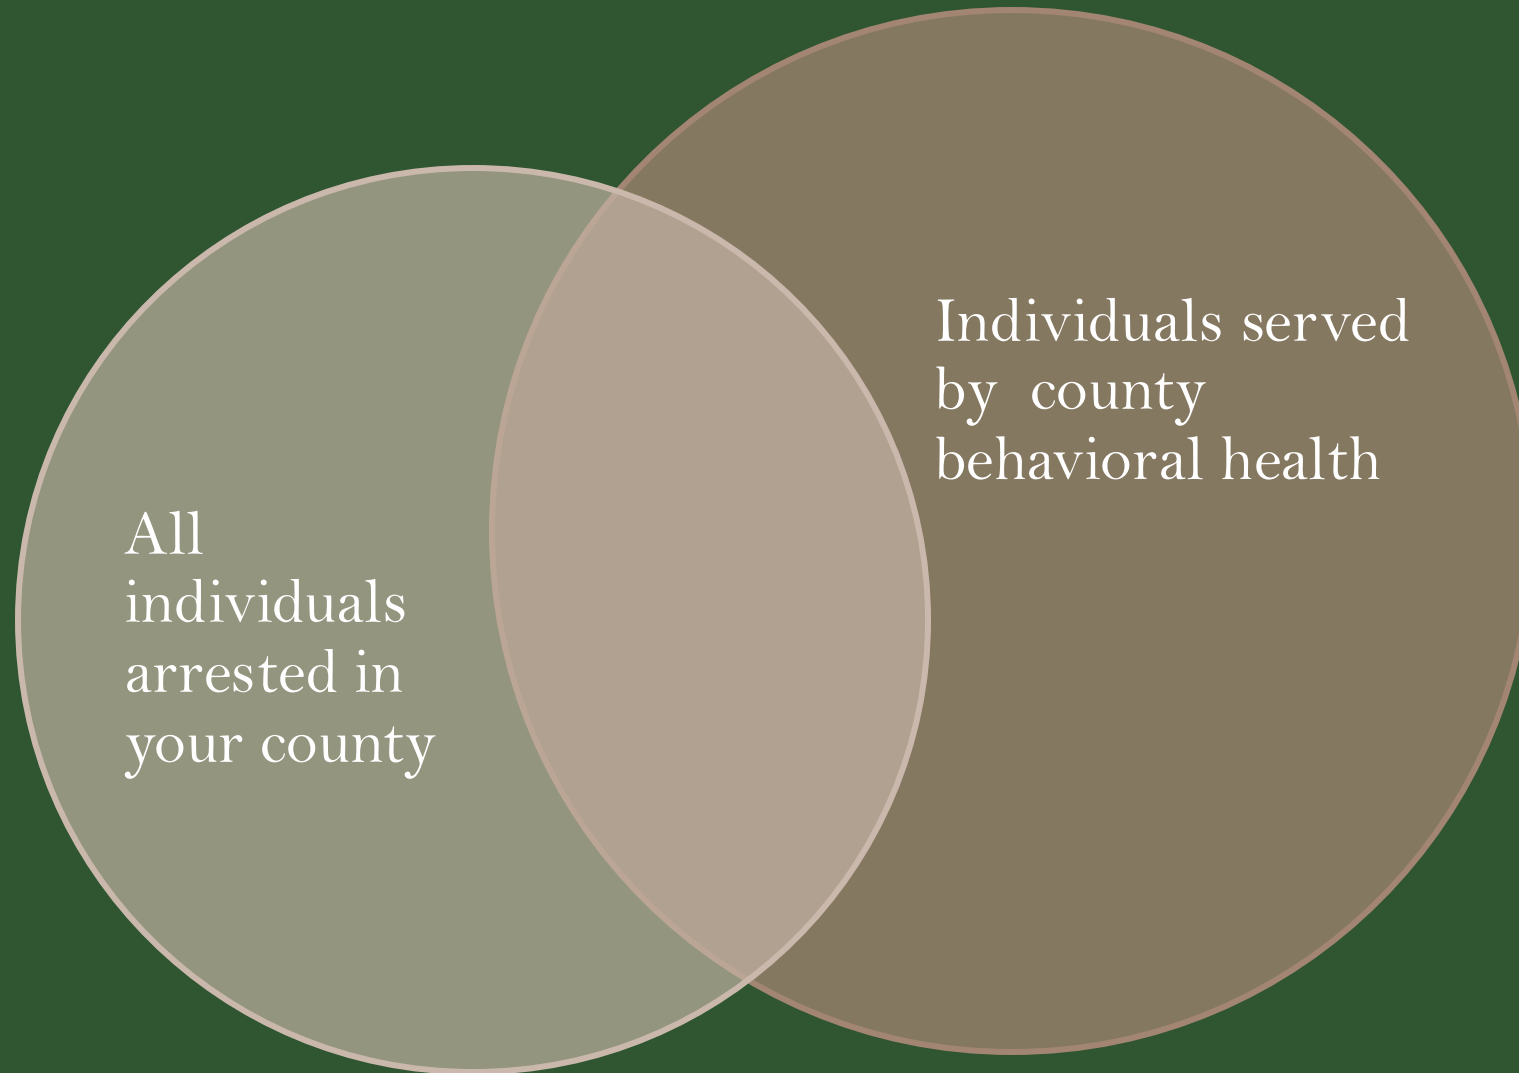 All
individuals
arrested in
your county
Individuals served
by  county
behavioral health